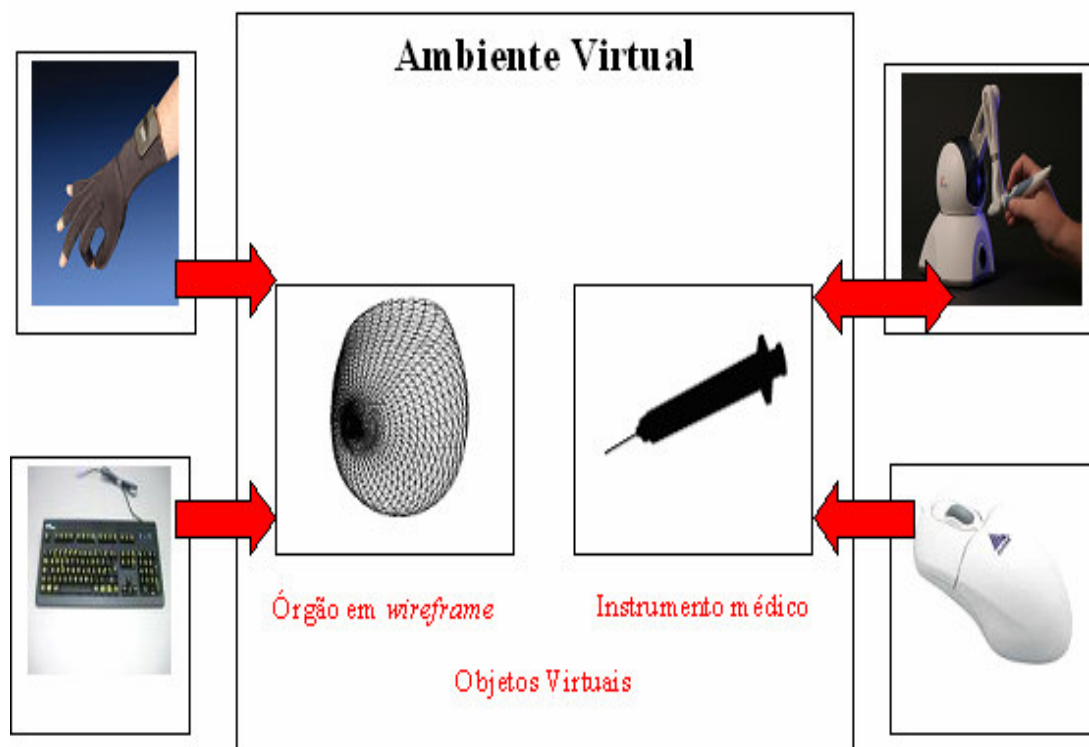 Ambiente Virtual
Órgão em wireframe
Instrumento médico
Objetos Virtuais